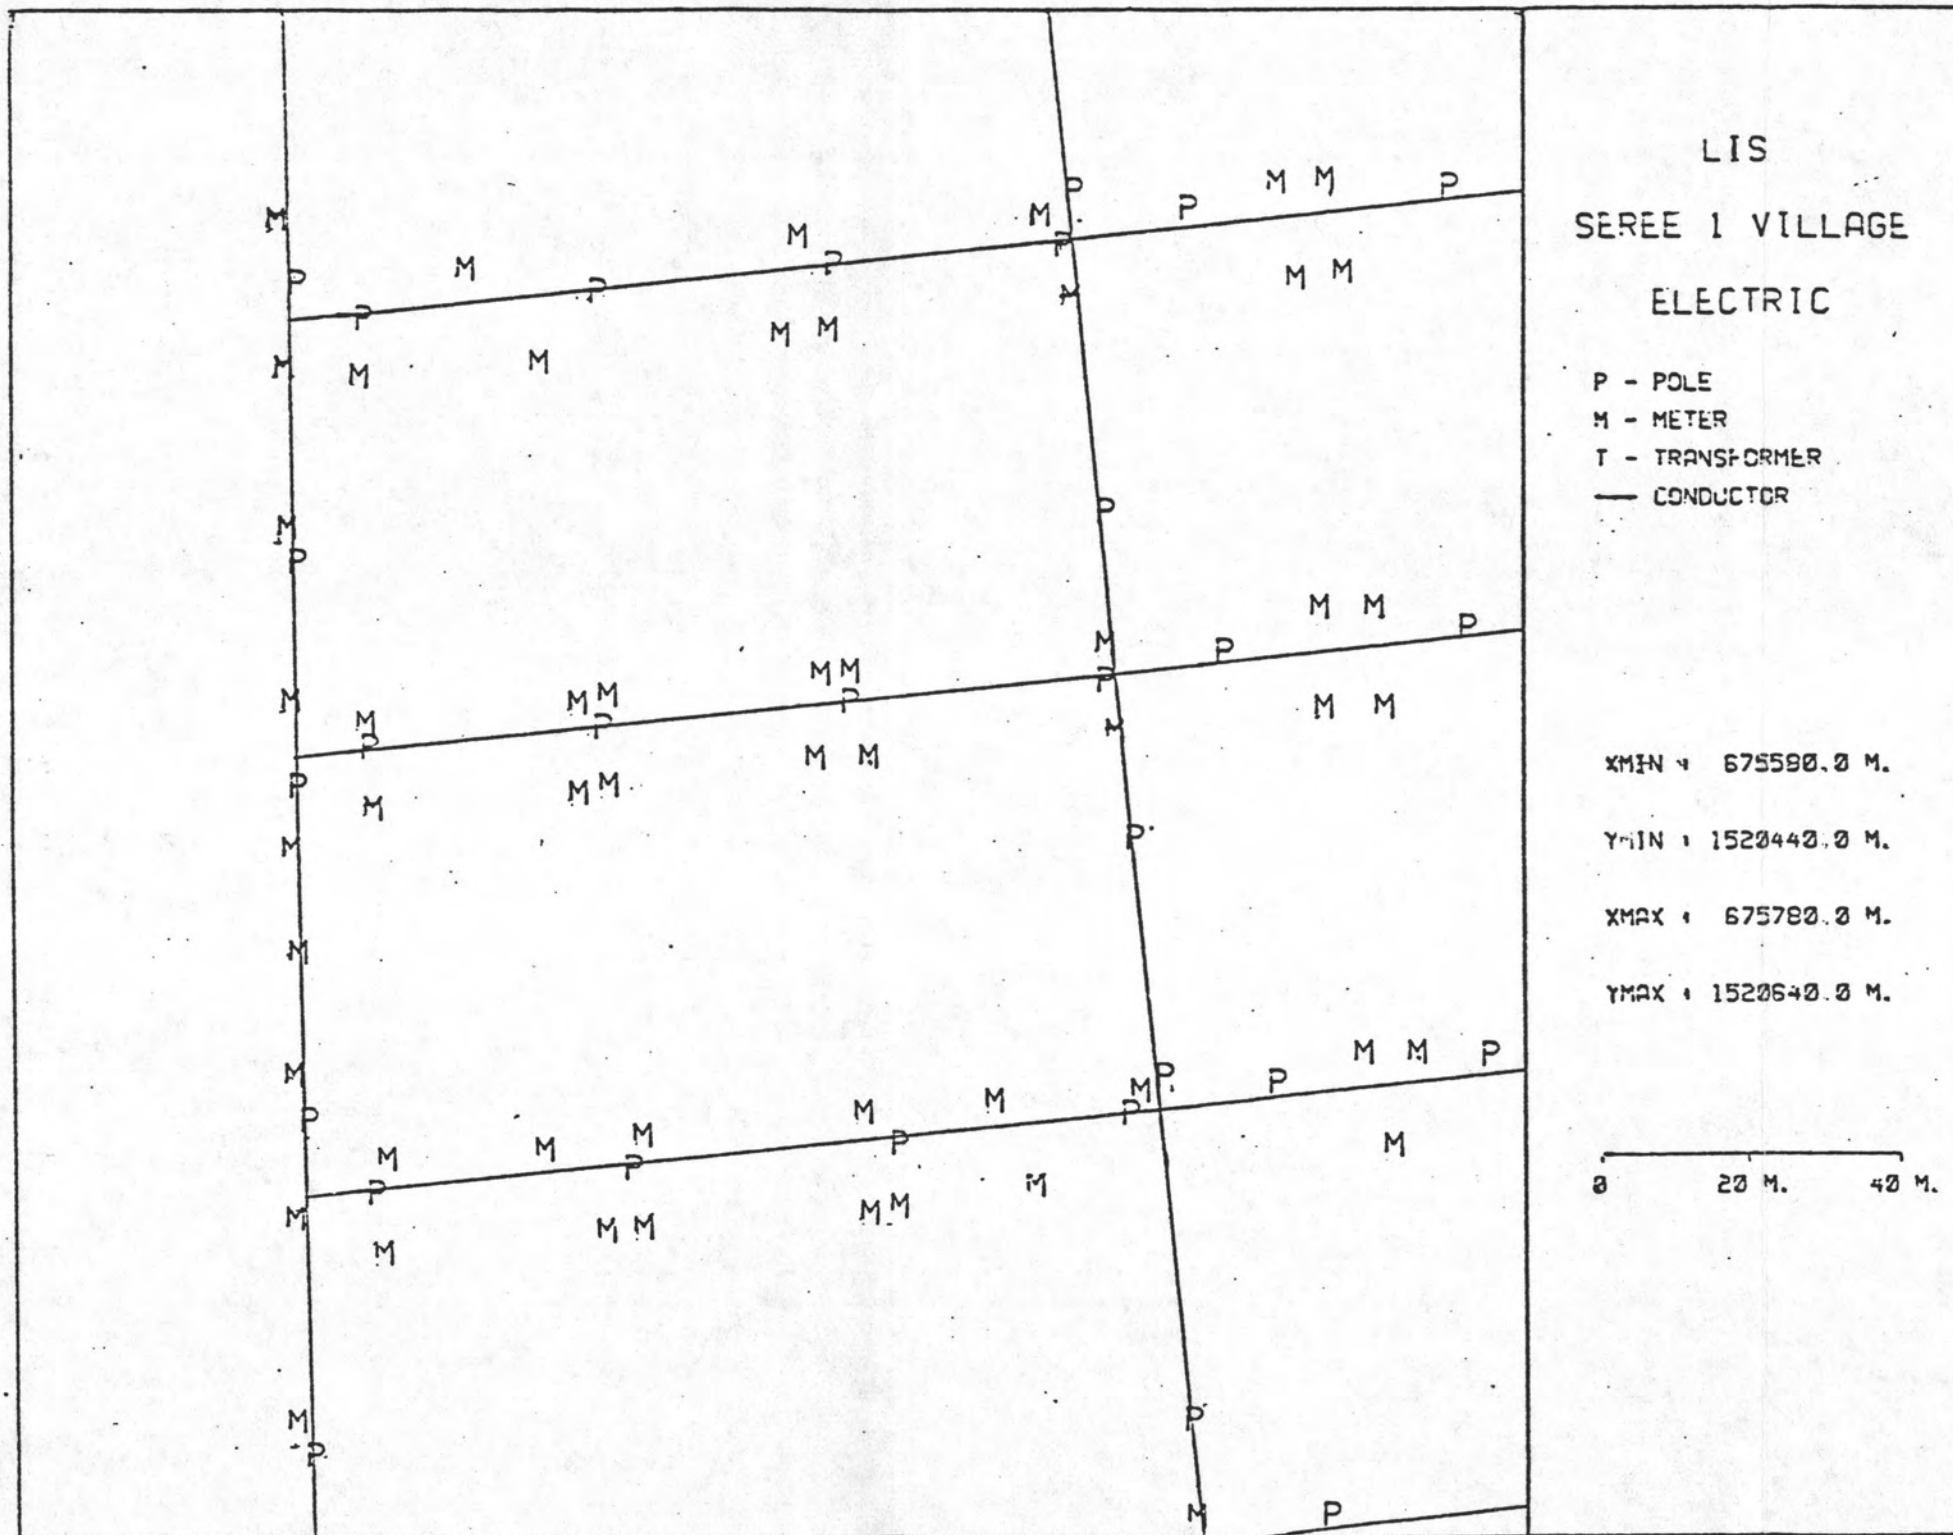 LIS
SEREE 1 VILLAGE
ELECTRIC
P - POLE
M - METER
T - TRANSFORMER
CONDUCTOR
XMIN : 675580.0 M.
YMIN : 1520440.0 M.
XMAX : 675780.0 M.
YMAX : 1520640.0 M.
0 20 M. 40 M.
P M M P
M M P
M P
M P M M
P P M
P M M
M M M
P
M P
M M
M P P
M M M M M P
M P P P
P M M M M M
M M M M
M P
M
M P M M P
P M M M P P
M M M P M
M P P M
M M M M M
M
M P
P
M P